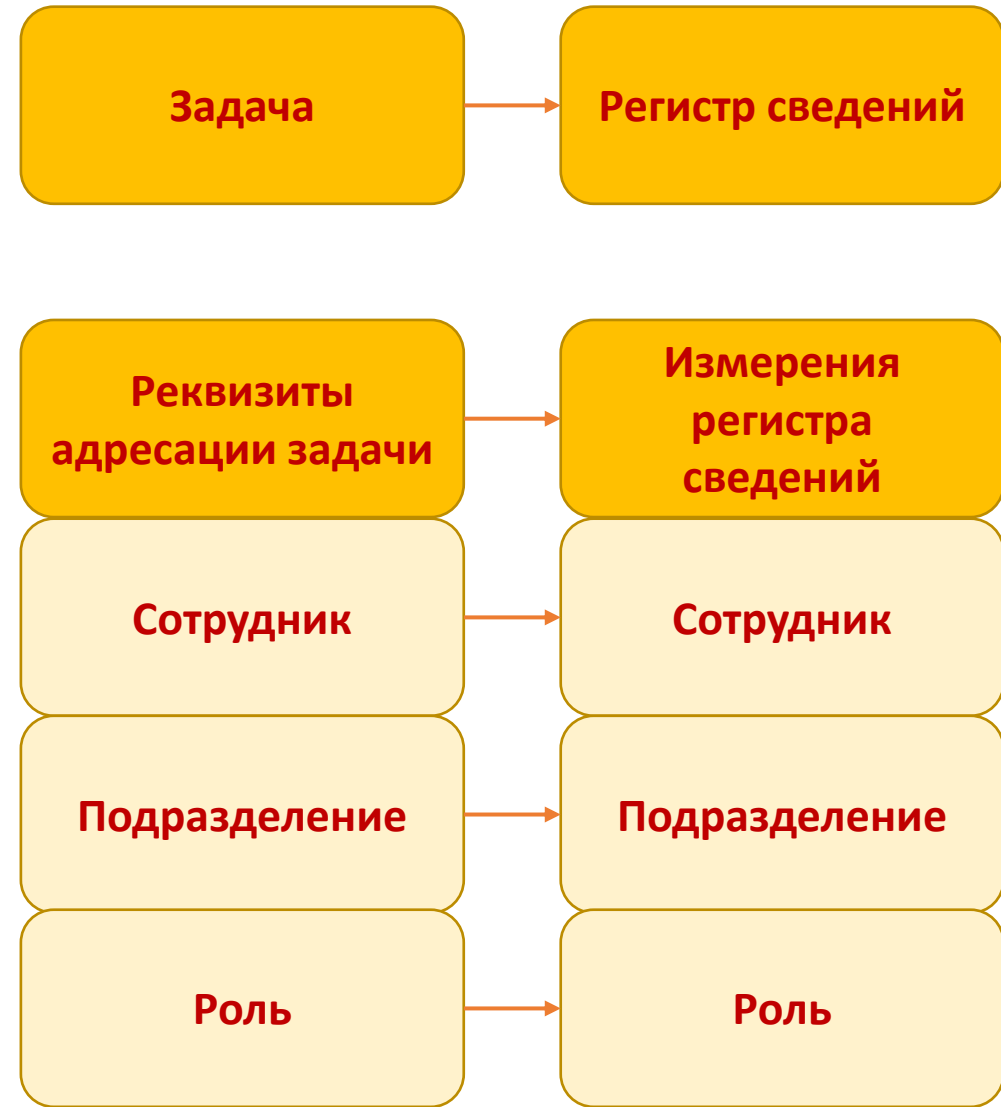 Задача
Регистр сведений
Реквизиты
адресации задачи
Измерения
регистра
сведений
Сотрудник
Сотрудник
Подразделение
Подразделение
Роль
Роль